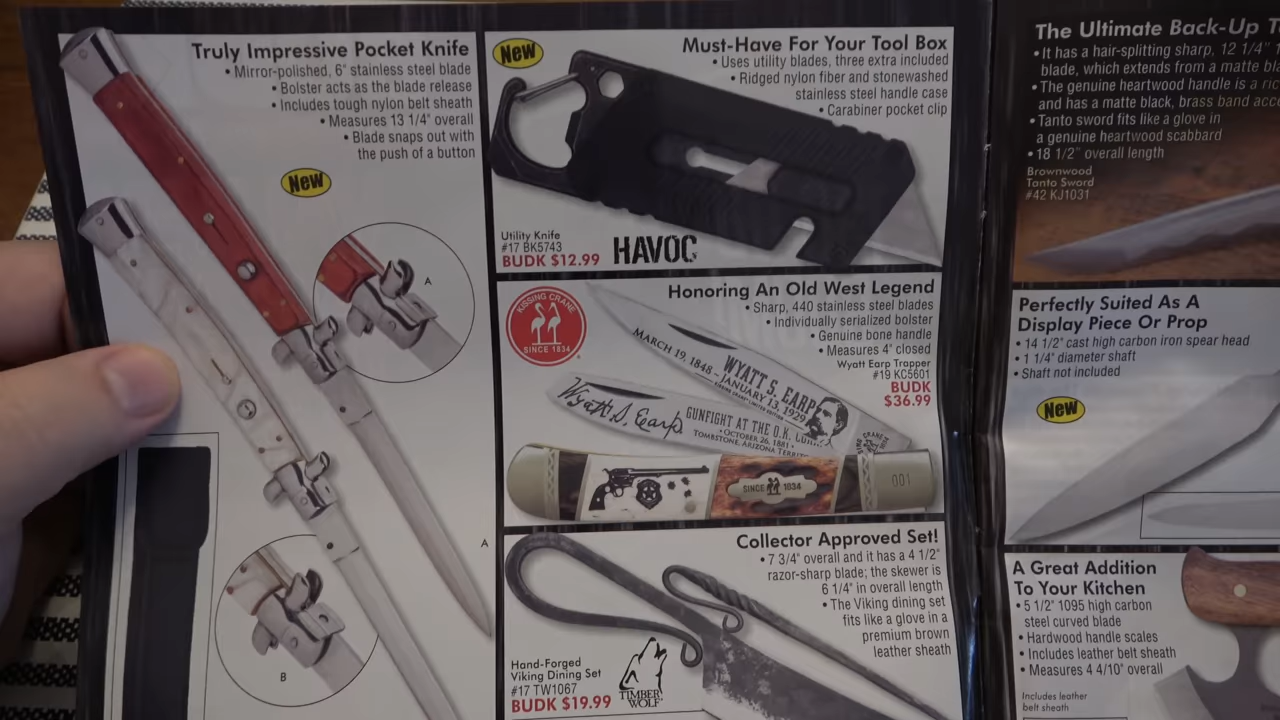 Truly Impressive Pocket Knife
• Mirror-polished, 6" stainless steel blade
• Bolster acts as the blade release
• Includes tough nylon belt sheath
• Measures 13 1/4" overall
• Blade snaps out with
the push of a button
New
A
A
B
New
Must-Have For Your Tool Box
• Uses utility blades, three extra included
• Ridged nylon fiber and stonewashed
stainless steel handle case
• Carabiner pocket clip
Utility Knife
#17 BK5743
BUDK $12.99
HAVOC
Honoring An Old West Legend
• Sharp, 440 stainless steel blades
• Individually serialized bolster
• Genuine bone handle
• Measures 4" closed
Wyatt Earp Trapper
#19 KC5601
BUDK
$36.99
KISSING CRANE
SINCE 1834
WYATT S. EARP
MARCH 19, 1848 - JANUARY 13, 1929
Wyatt S. Earp
GUNFIGHT AT THE O.K.
• OCTOBER 26, 1881 •
TOMBSTONE, ARIZONA
SINCE 1834
001
Collector Approved Set!
• 7 3/4" overall and it has a 4 1/2"
razor-sharp blade; the skewer is
6 1/4" in overall length
• The Viking dining set
fits like a glove in a
premium brown
leather sheath
Hand-Forged
Viking Dining Set
#17 TW1067
BUDK $19.99
TIMBER
WOLF
The Ultimate Back-Up
• It has a hair-splitting sharp, 12 1/4"
blade, which extends from a matte
• The genuine heartwood handle is a
and has a matte black, brass band
• Tanto sword fits like a glove in
a genuine heartwood scabbard
• 18 1/2" overall length
Brownwood
Tanto Sword
#42 KJ1031
Perfectly Suited As A
Display Piece Or Prop
• 14 1/2" cast high carbon iron spear head
• 1 1/4" diameter shaft
• Shaft not included
New
A Great Addition
To Your Kitchen
• 5 1/2" 1095 high carbon
steel curved blade
• Hardwood handle scales
• Includes leather belt sheath
• Measures 4 4/10" overall
Includes leather
belt sheath